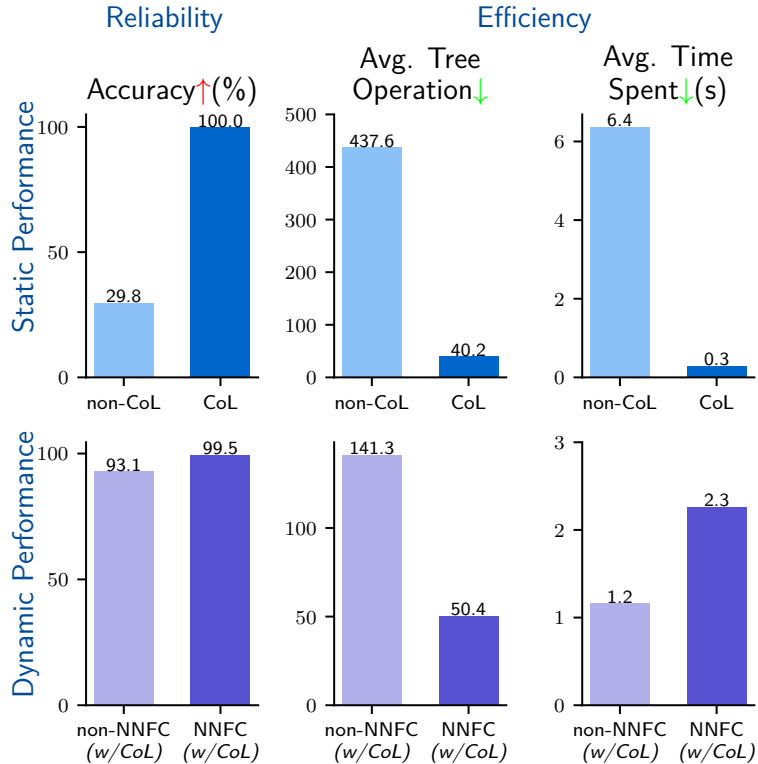 Reliability
Efficiency
Accuracy↑(%)
Avg. Tree
Operation↓
Avg. Time
Spent↓(s)
Static Performance
100
50
0
29.8
100.0
non-CoL
CoL
500
400
300
200
100
0
437.6
40.2
non-CoL
CoL
6
4
2
0
6.4
0.3
non-CoL
CoL
Dynamic Performance
100
50
0
93.1
99.5
non-NNFC
(w/CoL)
NNFC
(w/CoL)
100
50
0
141.3
50.4
non-NNFC
(w/CoL)
NNFC
(w/CoL)
3
2
1
0
1.2
2.3
non-NNFC
(w/CoL)
NNFC
(w/CoL)